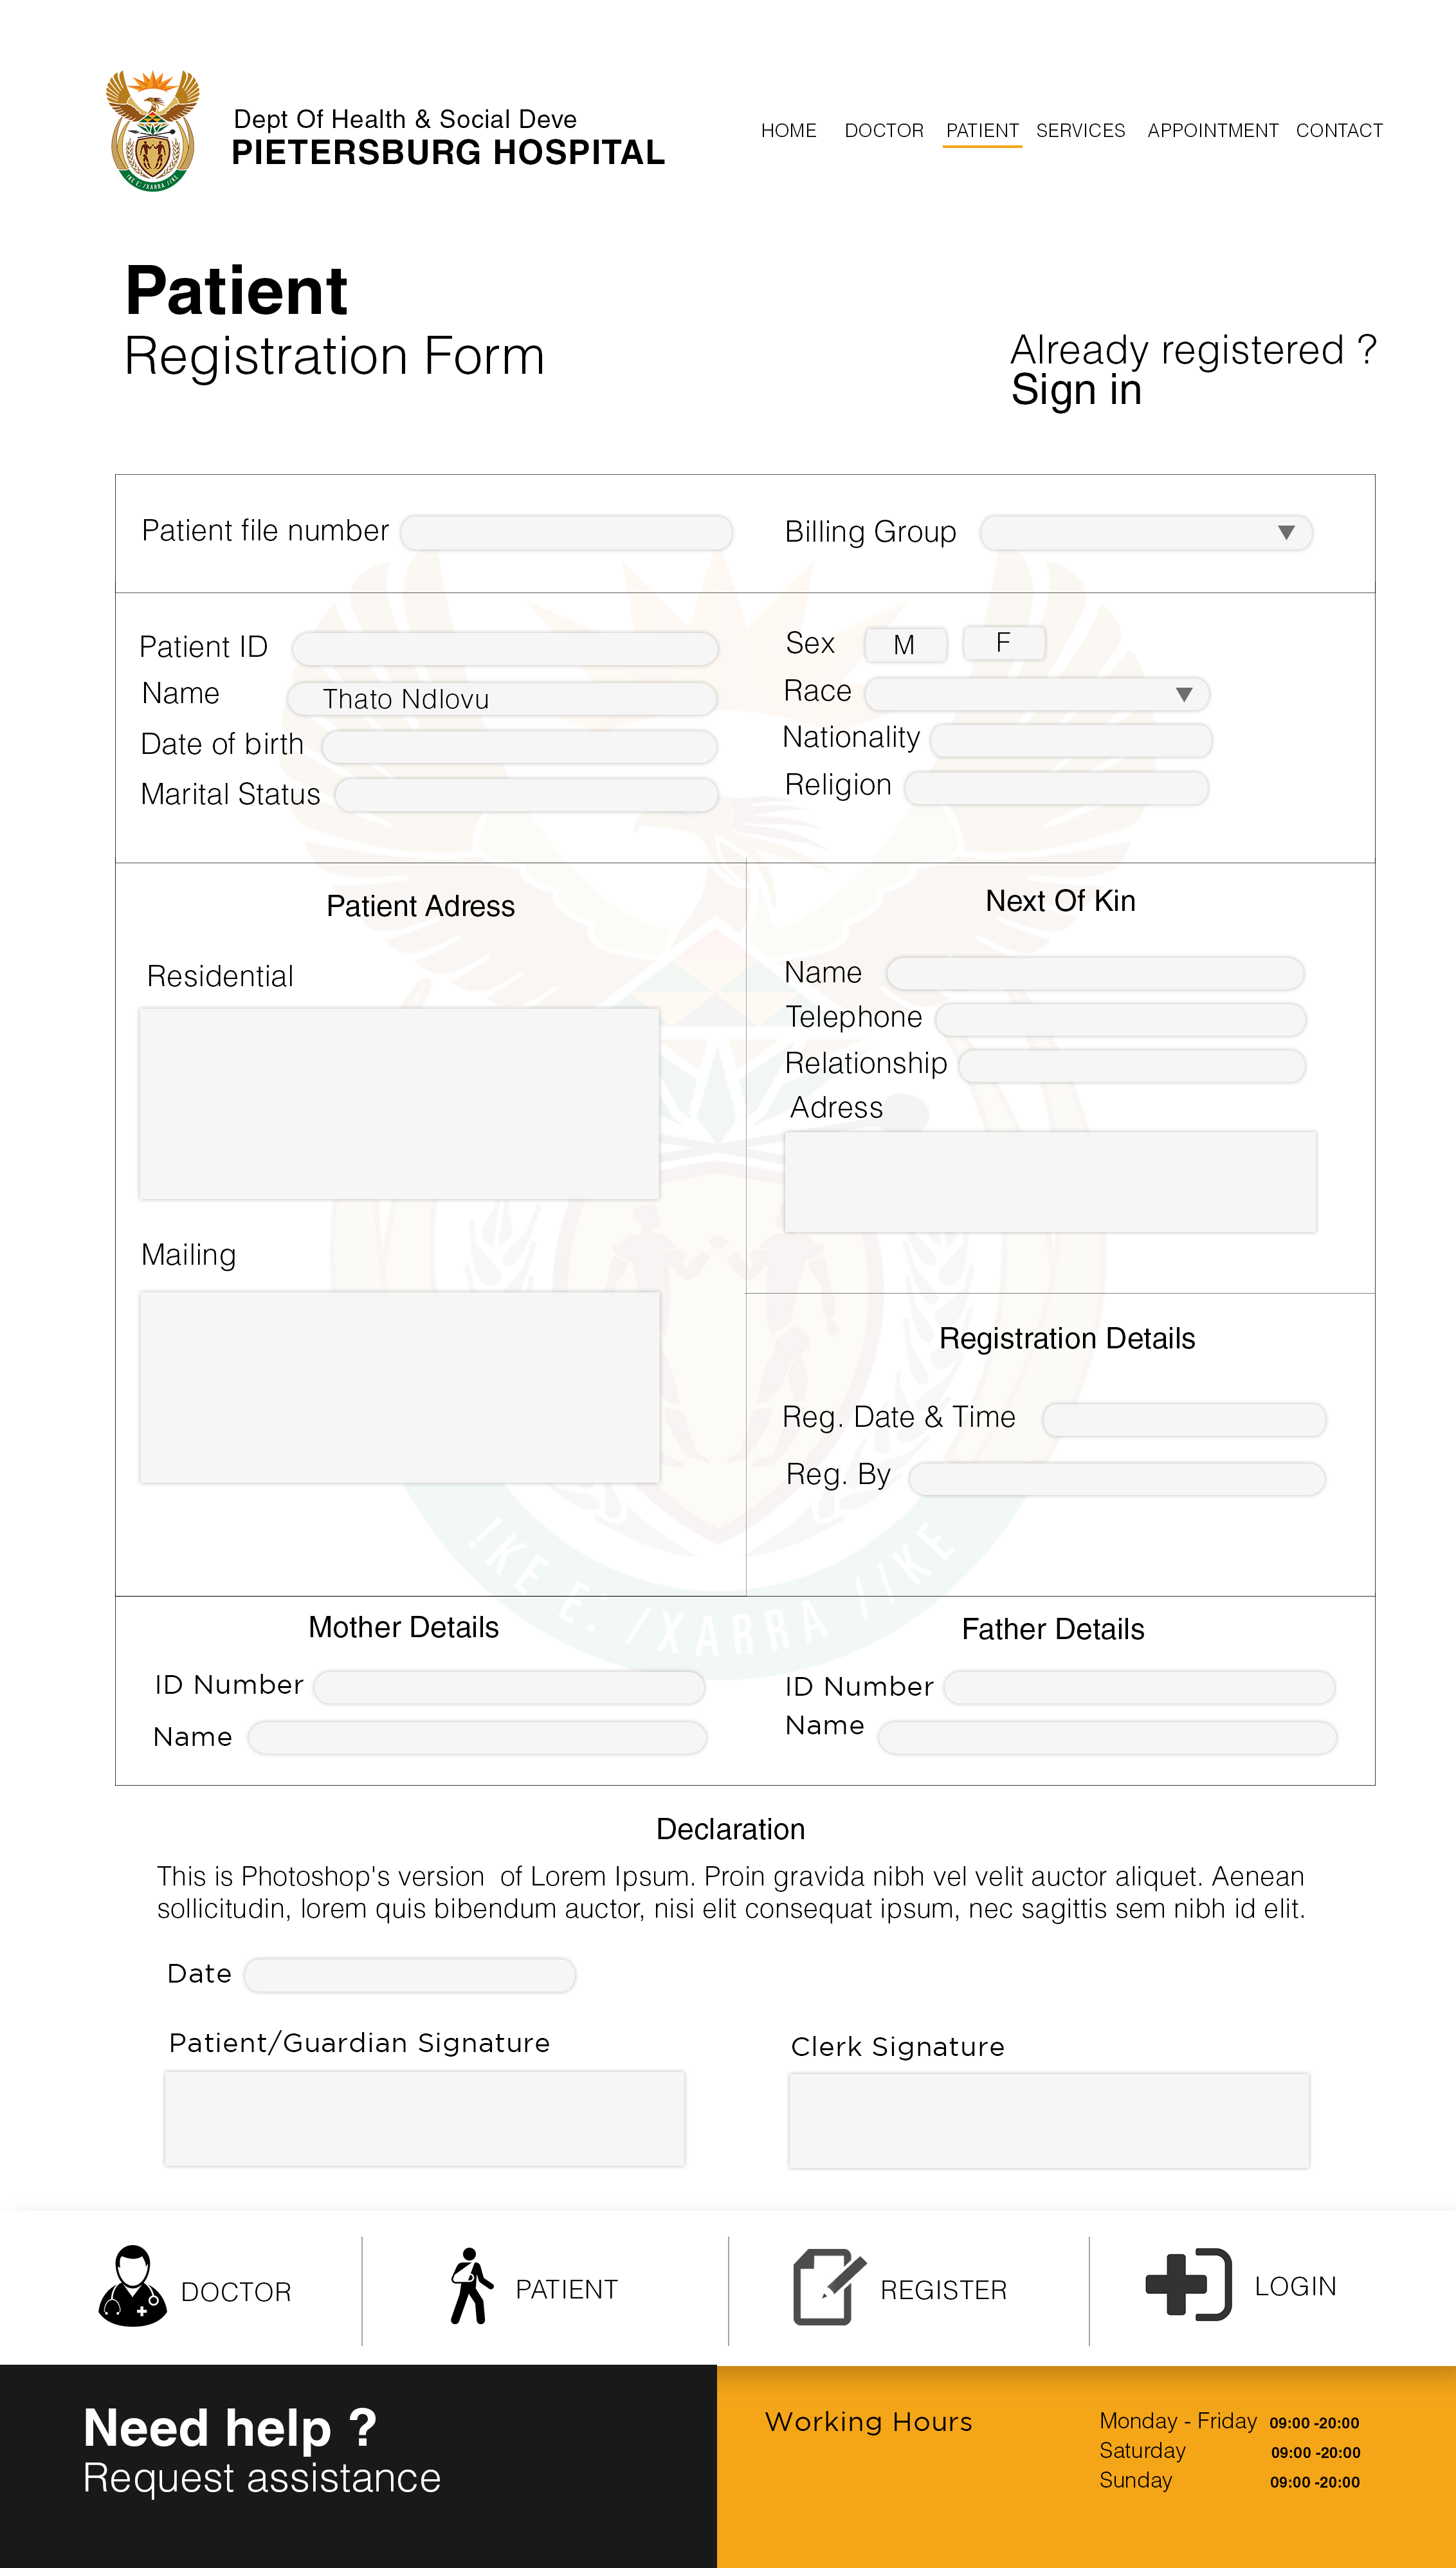 Dept Of Health & Social Deve
PIETERSBURG HOSPITAL
HOME DOCTOR PATIENT SERVICES APPOINTMENT CONTACT
!KE E: /XARRA //KE
Patient
Registration Form
Already registered ?
Sign in
Patient file number
Billing Group
Patient ID
Name Thato Ndlovu
Date of birth
Marital Status
Sex M F
Race
Nationality
Religion
Patient Adress
Residential
Mailing
Next Of Kin
Name
Telephone
Relationship
Adress
Registration Details
Reg. Date & Time
Reg. By
!KE E: /XARRA //KE
Mother Details
ID Number
Name
Father Details
ID Number
Name
Declaration
This is Photoshop's version of Lorem Ipsum. Proin gravida nibh vel velit auctor aliquet. Aenean
sollicitudin, lorem quis bibendum auctor, nisi elit consequat ipsum, nec sagittis sem nibh id elit.
Date
Patient/Guardian Signature
Clerk Signature
DOCTOR
PATIENT
REGISTER
LOGIN
Need help ?
Request assistance
Working Hours
Monday - Friday 09:00 -20:00
Saturday 09:00 -20:00
Sunday 09:00 -20:00